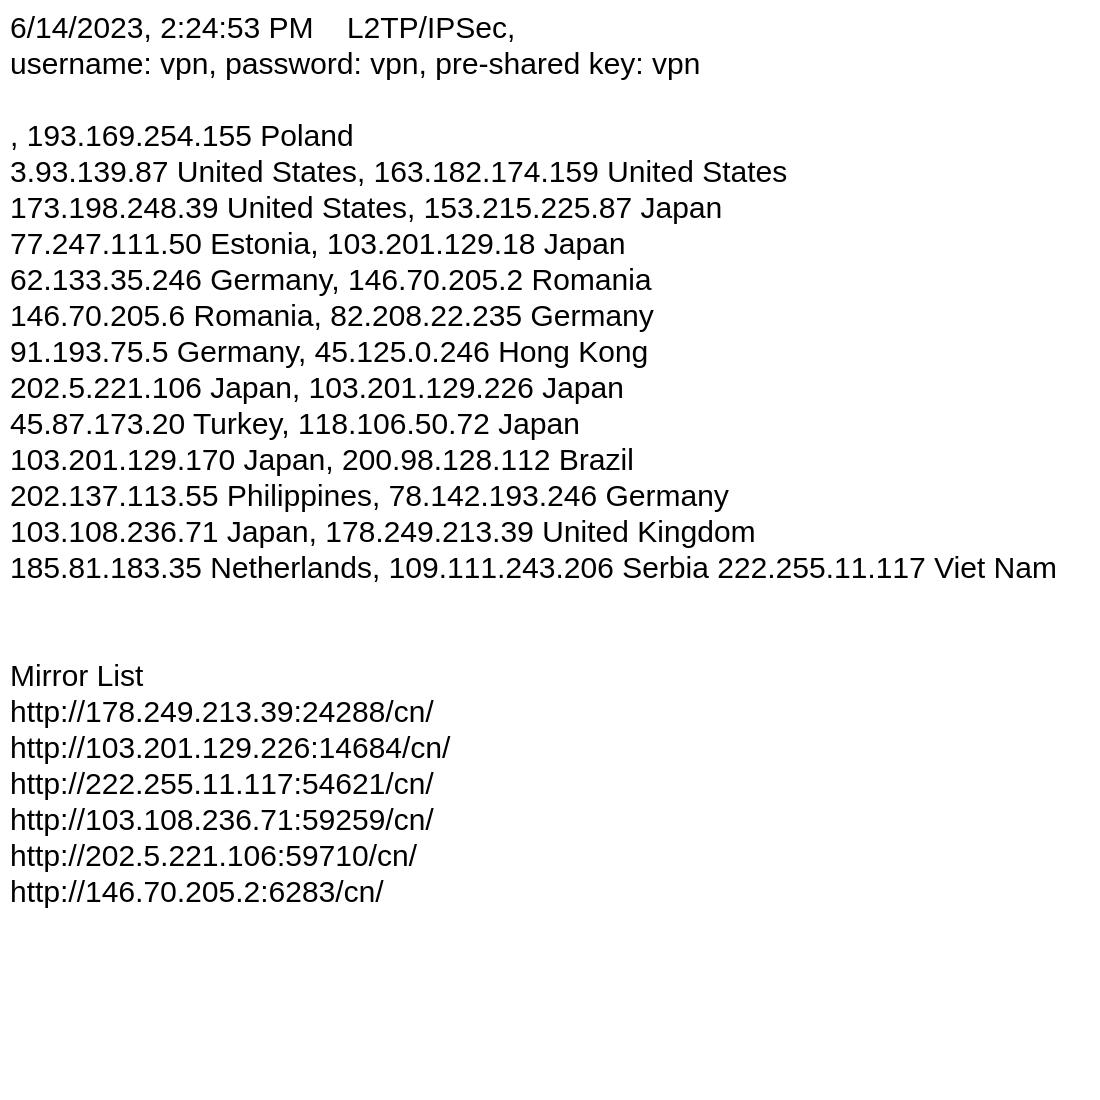 6/14/2023, 2:24:53 PM    L2TP/IPSec,
username: vpn, password: vpn, pre-shared key: vpn
, 193.169.254.155 Poland
3.93.139.87 United States, 163.182.174.159 United States
173.198.248.39 United States, 153.215.225.87 Japan
77.247.111.50 Estonia, 103.201.129.18 Japan
62.133.35.246 Germany, 146.70.205.2 Romania
146.70.205.6 Romania, 82.208.22.235 Germany
91.193.75.5 Germany, 45.125.0.246 Hong Kong
202.5.221.106 Japan, 103.201.129.226 Japan
45.87.173.20 Turkey, 118.106.50.72 Japan
103.201.129.170 Japan, 200.98.128.112 Brazil
202.137.113.55 Philippines, 78.142.193.246 Germany
103.108.236.71 Japan, 178.249.213.39 United Kingdom
185.81.183.35 Netherlands, 109.111.243.206 Serbia 222.255.11.117 Viet Nam
Mirror List
http://178.249.213.39:24288/cn/
http://103.201.129.226:14684/cn/
http://222.255.11.117:54621/cn/
http://103.108.236.71:59259/cn/
http://202.5.221.106:59710/cn/
http://146.70.205.2:6283/cn/